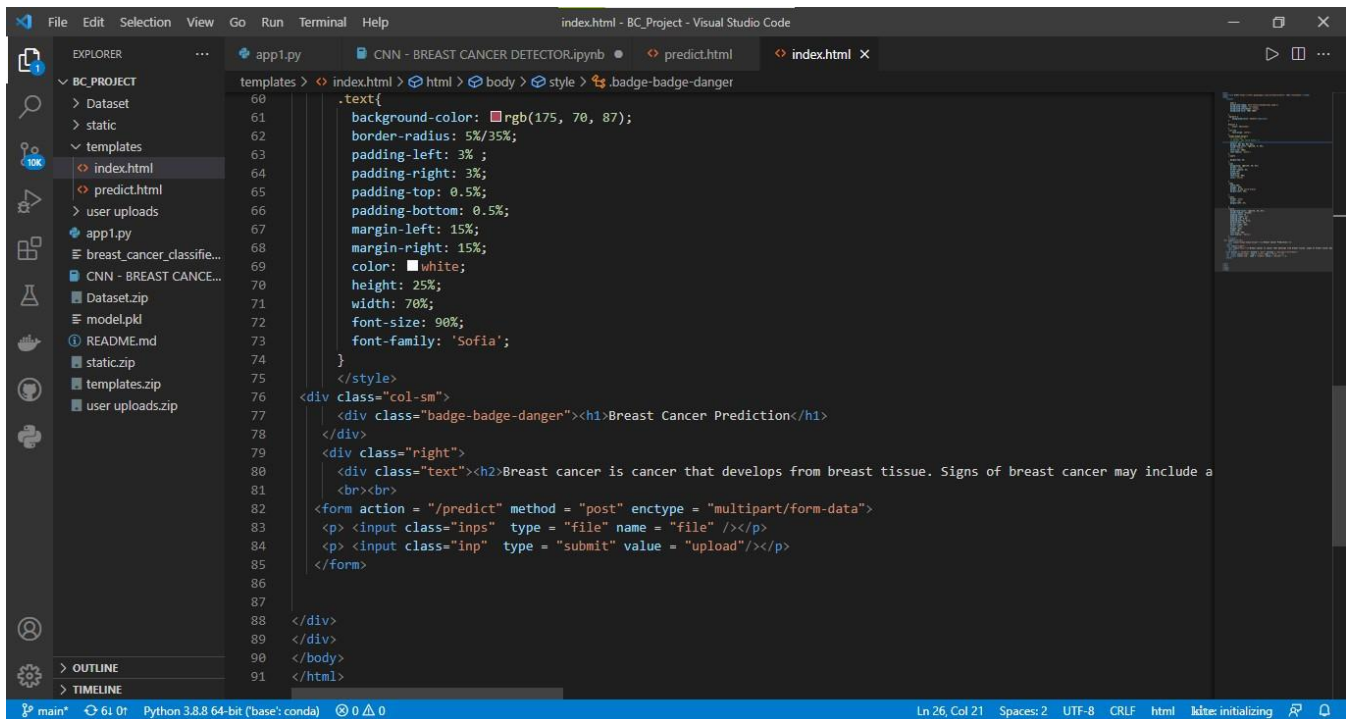 File Edit Selection View Go Run Terminal Help index.html - BC_Project - Visual Studio Code
EXPLORER ...
app1.py CNN - BREAST CANCER DETECTOR.ipynb predict.html index.html
BC_PROJECT
Dataset
static
templates
index.html
predict.html
user uploads
app1.py
breast_cancer_classifie...
CNN - BREAST CANCE...
Dataset.zip
model.pkl
README.md
static.zip
templates.zip
user uploads.zip
OUTLINE
TIMELINE
1
10K
templates > index.html > html > body > style > .badge-badge-danger
60 .text{
61 background-color: rgb(175, 70, 87);
62 border-radius: 5%/35%;
63 padding-left: 3% ;
64 padding-right: 3%;
65 padding-top: 0.5%;
66 padding-bottom: 0.5%;
67 margin-left: 15%;
68 margin-right: 15%;
69 color: white;
70 height: 25%;
71 width: 70%;
72 font-size: 90%;
73 font-family: 'Sofia';
74 }
75 </style>
76 <div class="col-sm">
77 <div class="badge-badge-danger"><h1>Breast Cancer Prediction</h1>
78 </div>
79 <div class="right">
80 <div class="text"><h2>Breast cancer is cancer that develops from breast tissue. Signs of breast cancer may include a
81 <br><br>
82 <form action = "/predict" method = "post" enctype = "multipart/form-data">
83 <p> <input class="inps" type = "file" name = "file" /></p>
84 <p> <input class="inp" type = "submit" value = "upload"/></p>
85 </form>
86
87
88 </div>
89 </div>
90 </body>
91 </html>
main* 6↓ 0↑ Python 3.8.8 64-bit ('base': conda) 0 0 Ln 26, Col 21 Spaces: 2 UTF-8 CRLF html kite: initializing